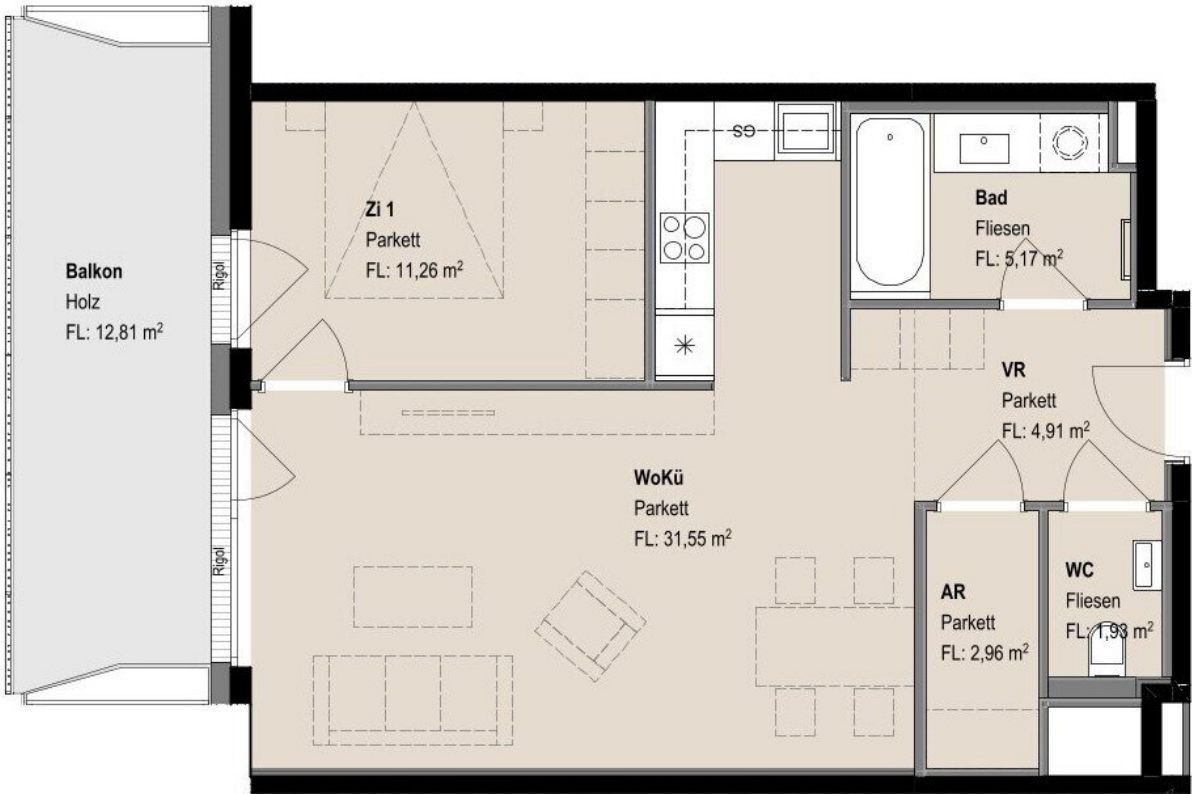 Balkon
Holz
FL: 12,81 m²
Rigol
Rigol
Zi 1
Parkett
FL: 11,26 m²
GS
Bad
Fliesen
FL: 5,17 m²
VR
Parkett
FL: 4,91 m²
WoKü
Parkett
FL: 31,55 m²
AR
Parkett
FL: 2,96 m²
WC
Fliesen
FL: 1,93 m²